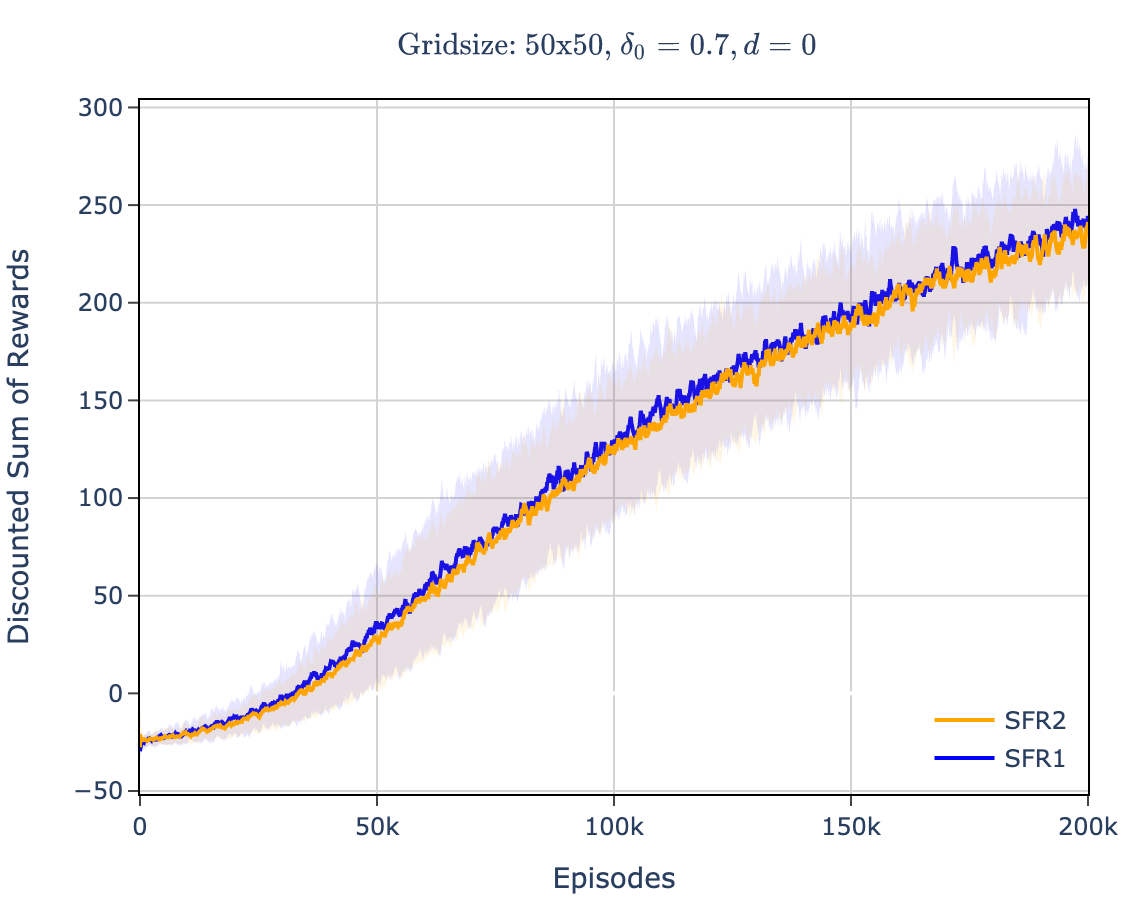 Gridsize: 50x50, δ₀ = 0.7, d = 0
300
250
200
150
100
50
0
−50
Discounted Sum of Rewards
SFR2
SFR1
0 50k 100k 150k 200k
Episodes